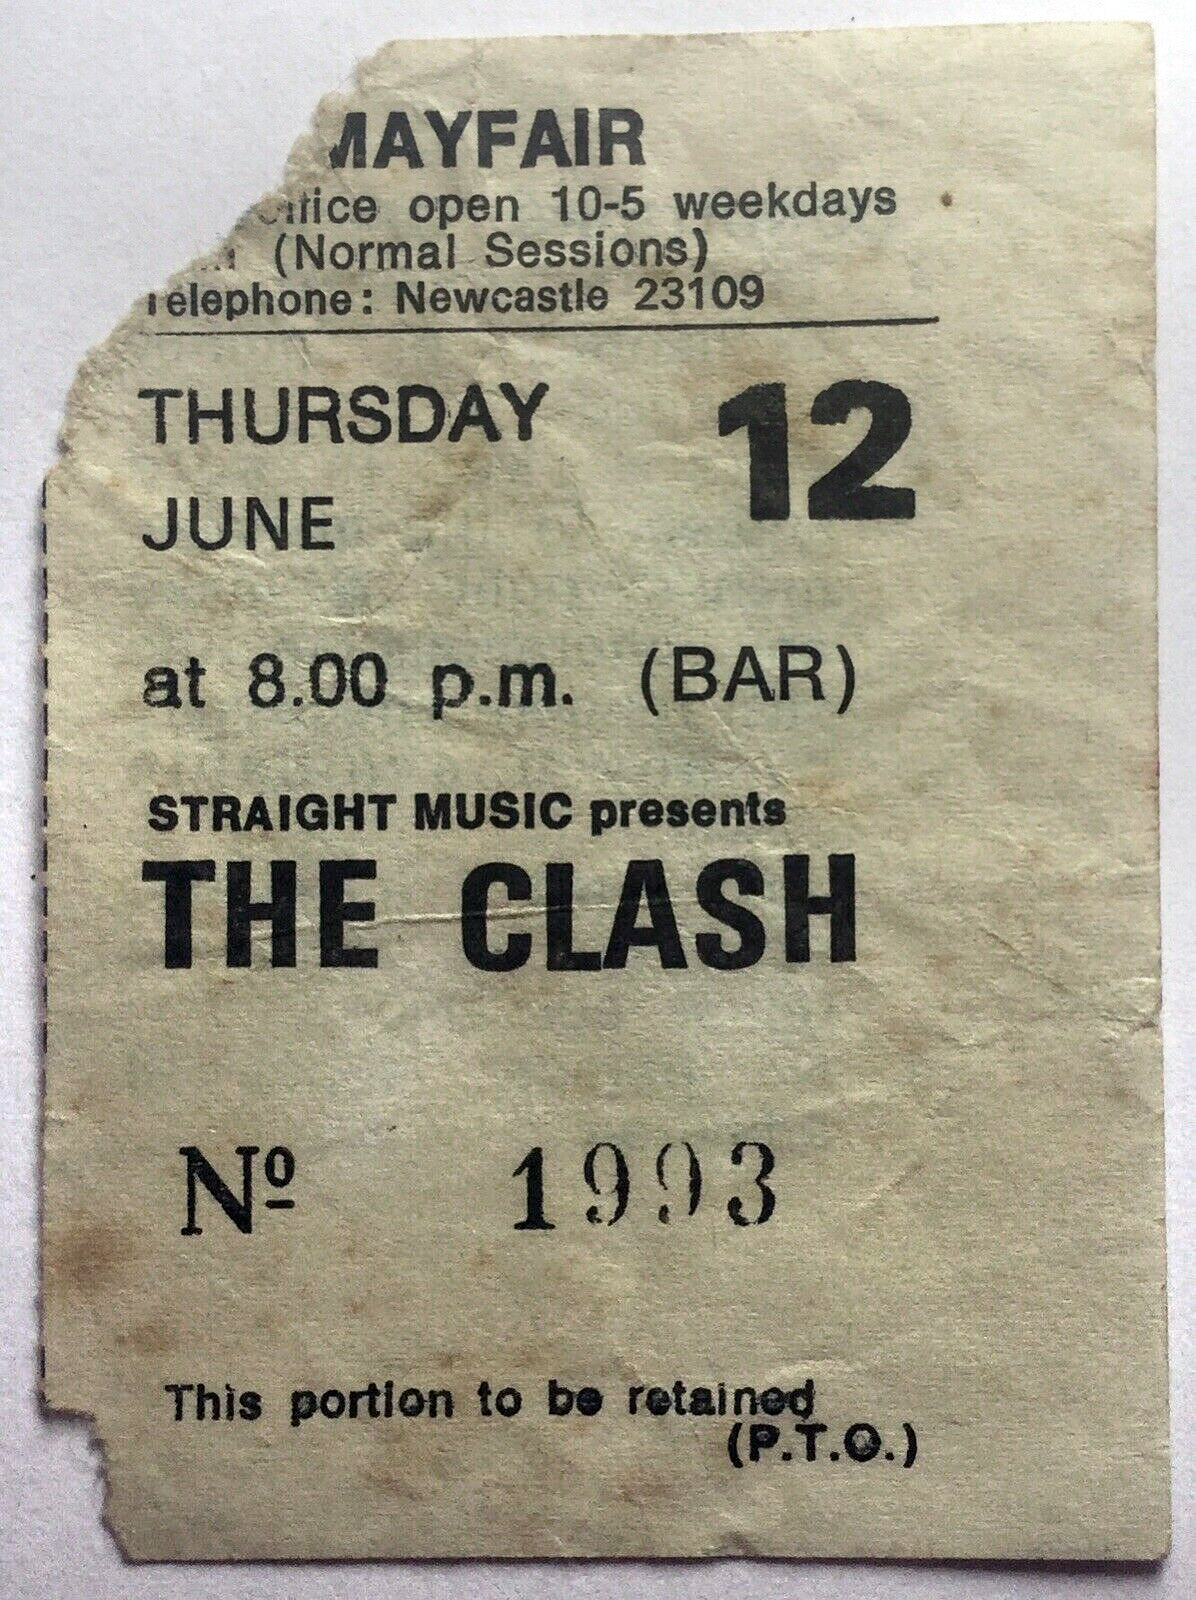 MAYFAIR
office open 10-5 weekdays
(Normal Sessions)
Telephone: Newcastle 23109
THURSDAY 12
JUNE
at 8.00 p.m. (BAR)
STRAIGHT MUSIC presents
THE CLASH
Nº 1993
This portion to be retained
(P.T.O.)